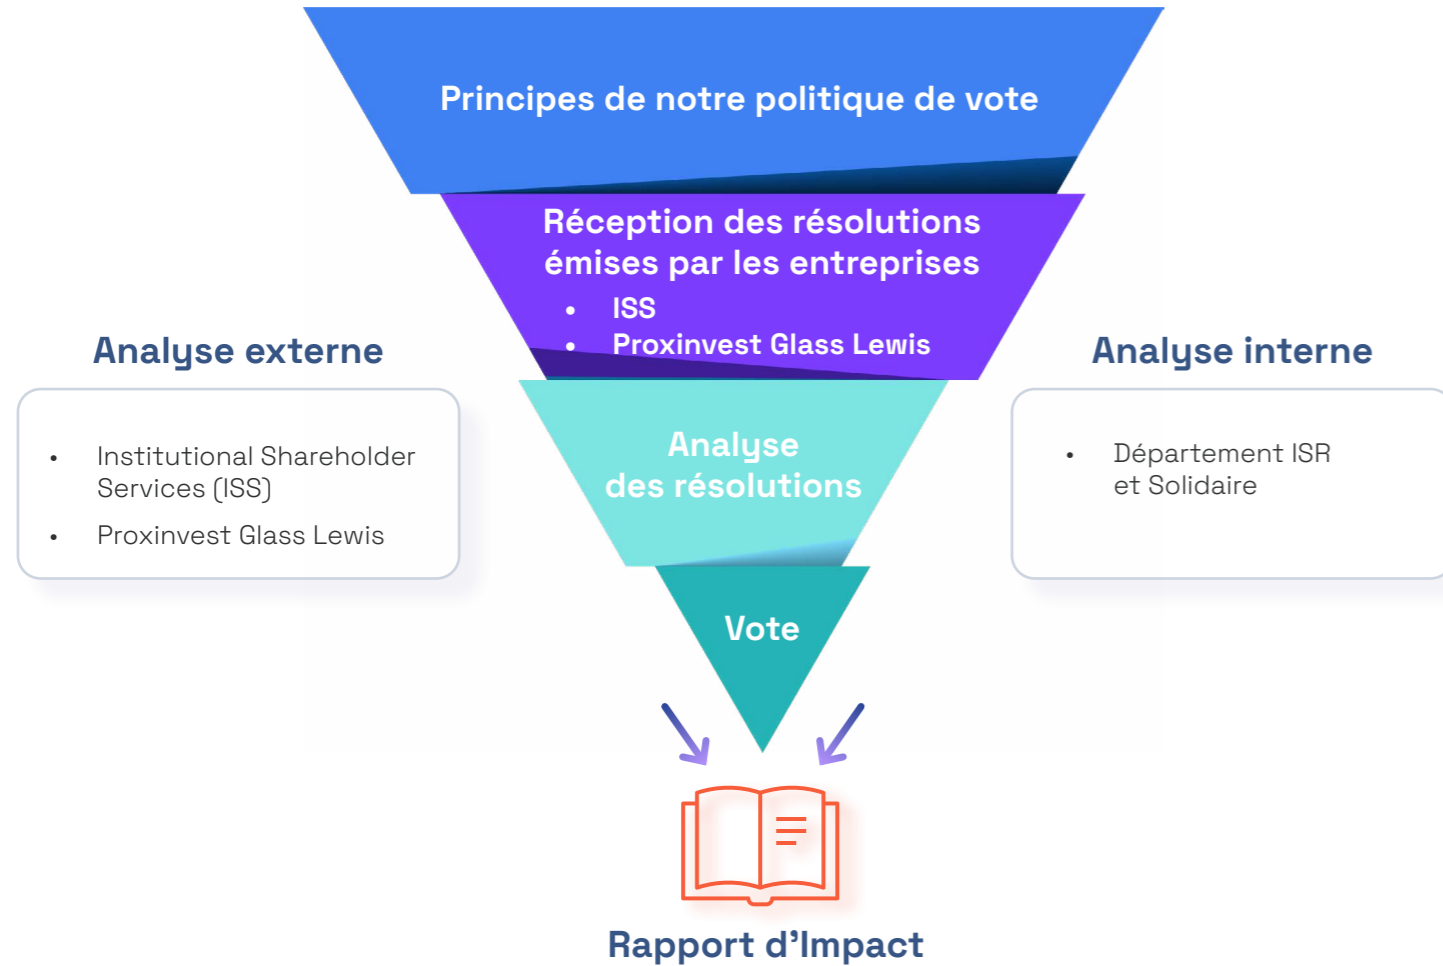 Principes de notre politique de vote
Réception des résolutions
émises par les entreprises
• ISS
• Proxinvest Glass Lewis
Analyse externe
• Institutional Shareholder
Services (ISS)
• Proxinvest Glass Lewis
Analyse
des résolutions
Analyse interne
• Département ISR
et Solidaire
Vote
Rapport d'Impact